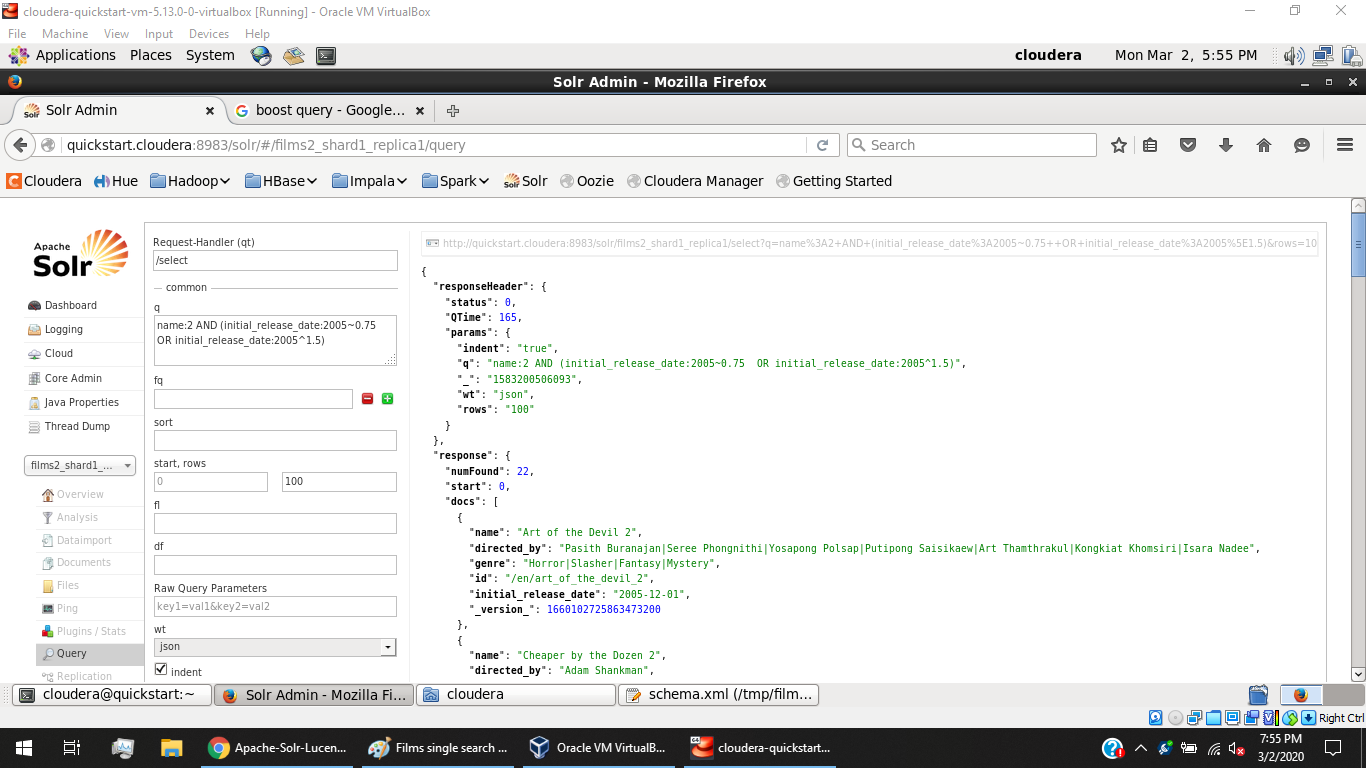 cloudera-quickstart-vm-5.13.0-0-virtualbox [Running] - Oracle VM VirtualBox
File Machine View Input Devices Help
Applications Places System cloudera Mon Mar 2, 5:55 PM
Solr Admin - Mozilla Firefox
Solr Admin boost query - Google...
quickstart.cloudera:8983/solr/#/films2_shard1_replica1/query Search
Cloudera Hue Hadoop HBase Impala Spark Solr Oozie Cloudera Manager Getting Started
Apache
Solr
Dashboard
Logging
Cloud
Core Admin
Java Properties
Thread Dump
films2_shard1_...
Overview
Analysis
Dataimport
Documents
Files
Ping
Plugins / Stats
Query
Replication
Request-Handler (qt)
/select
common
q
name:2 AND (initial_release_date:2005~0.75
OR initial_release_date:2005^1.5)
fq
sort
start, rows
0 100
fl
df
Raw Query Parameters
key1=val1&key2=val2
wt
json
indent
http://quickstart.cloudera:8983/solr/films2_shard1_replica1/select?q=name%3A2+AND+(initial_release_date%3A2005~0.75++OR+initial_release_date%3A2005%5E1.5)&rows=10
{
"responseHeader": {
"status": 0,
"QTime": 165,
"params": {
"indent": "true",
"q": "name:2 AND (initial_release_date:2005~0.75  OR initial_release_date:2005^1.5)",
"_": "1583200506093",
"wt": "json",
"rows": "100"
}
},
"response": {
"numFound": 22,
"start": 0,
"docs": [
{
"name": "Art of the Devil 2",
"directed_by": "Pasith Buranajan|Seree Phongnithi|Yosapong Polsap|Putipong Saisikaew|Art Thamthrakul|Kongkiat Khomsiri|Isara Nadee",
"genre": "Horror|Slasher|Fantasy|Mystery",
"id": "/en/art_of_the_devil_2",
"initial_release_date": "2005-12-01",
"_version_": 1660102725863473200
},
{
"name": "Cheaper by the Dozen 2",
"directed_by": "Adam Shankman",
cloudera@quickstart:~ Solr Admin - Mozilla Fi... cloudera schema.xml (/tmp/film...
Right Ctrl
Apache-Solr-Lucen... Films single search ... Oracle VM VirtualB... cloudera-quickstart...
7:55 PM
3/2/2020